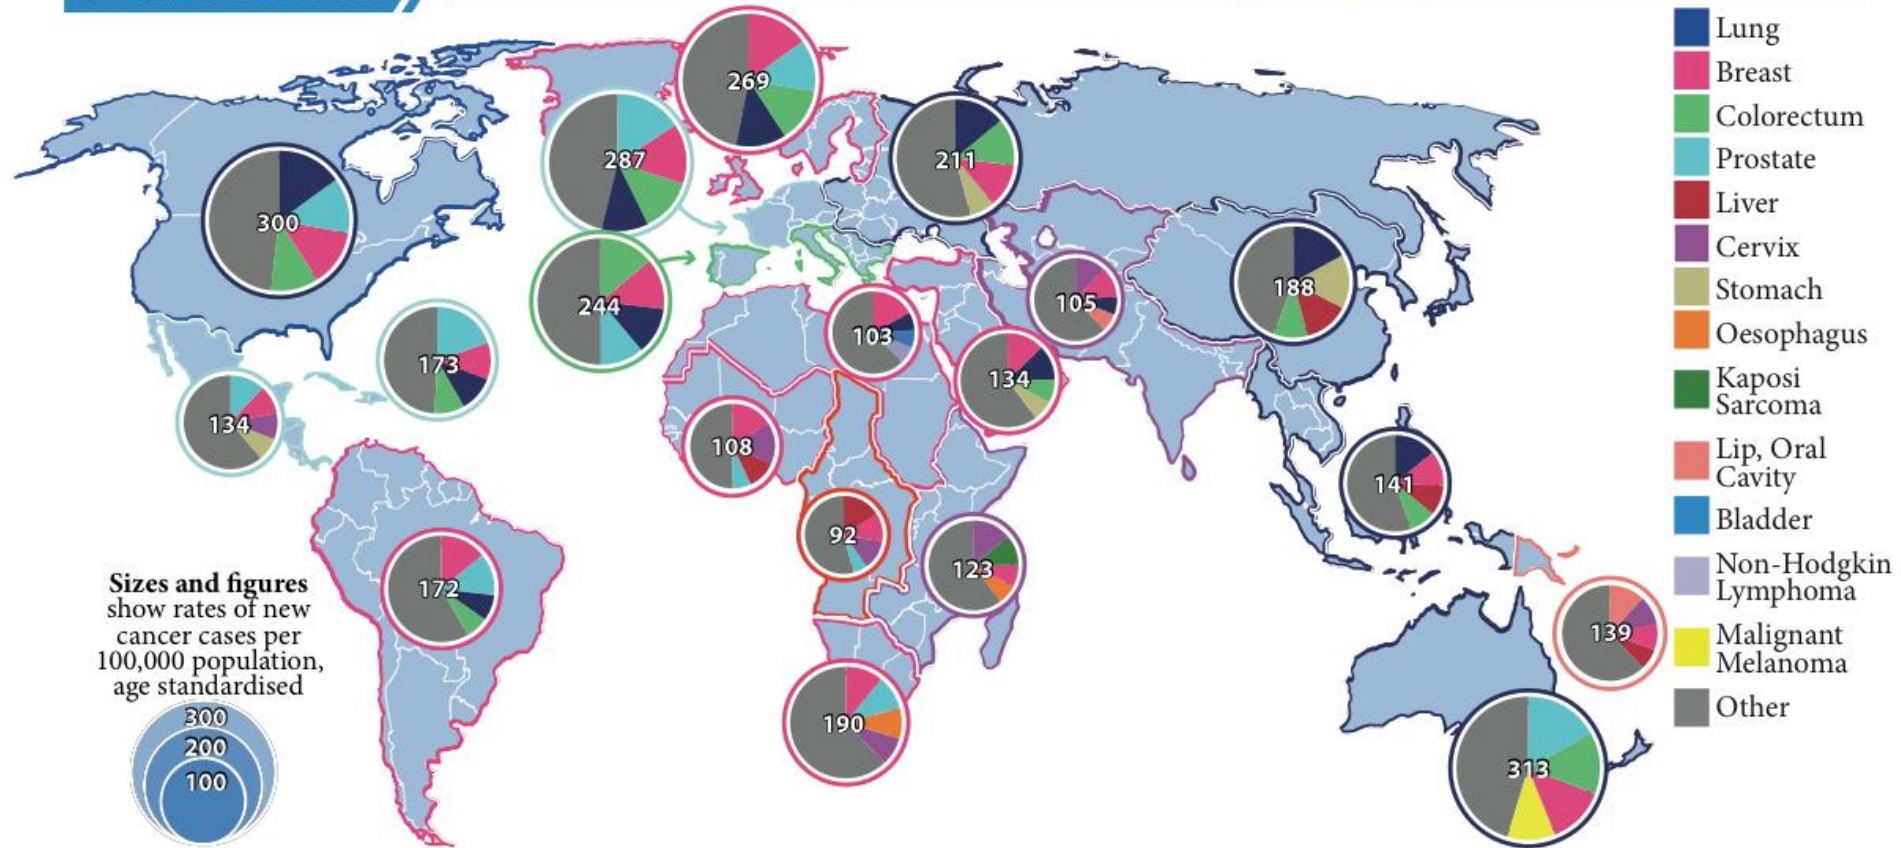 269
287
211
300
244
188
105
103
173
134
134
108
141
92
123
172
139
190
313
Sizes and figures
show rates of new
cancer cases per
100,000 population,
age standardised
300
200
100
Lung
Breast
Colorectum
Prostate
Liver
Cervix
Stomach
Oesophagus
Kaposi
Sarcoma
Lip, Oral
Cavity
Bladder
Non-Hodgkin
Lymphoma
Malignant
Melanoma
Other